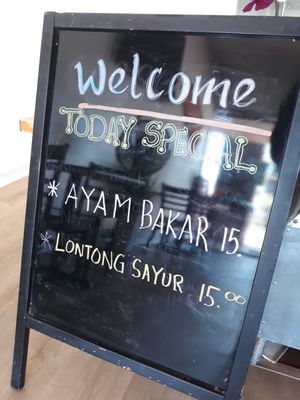 Welcome
TODAY SPECIAL
* AYAM BAKAR 15.
* LONTONG SAYUR 15.00